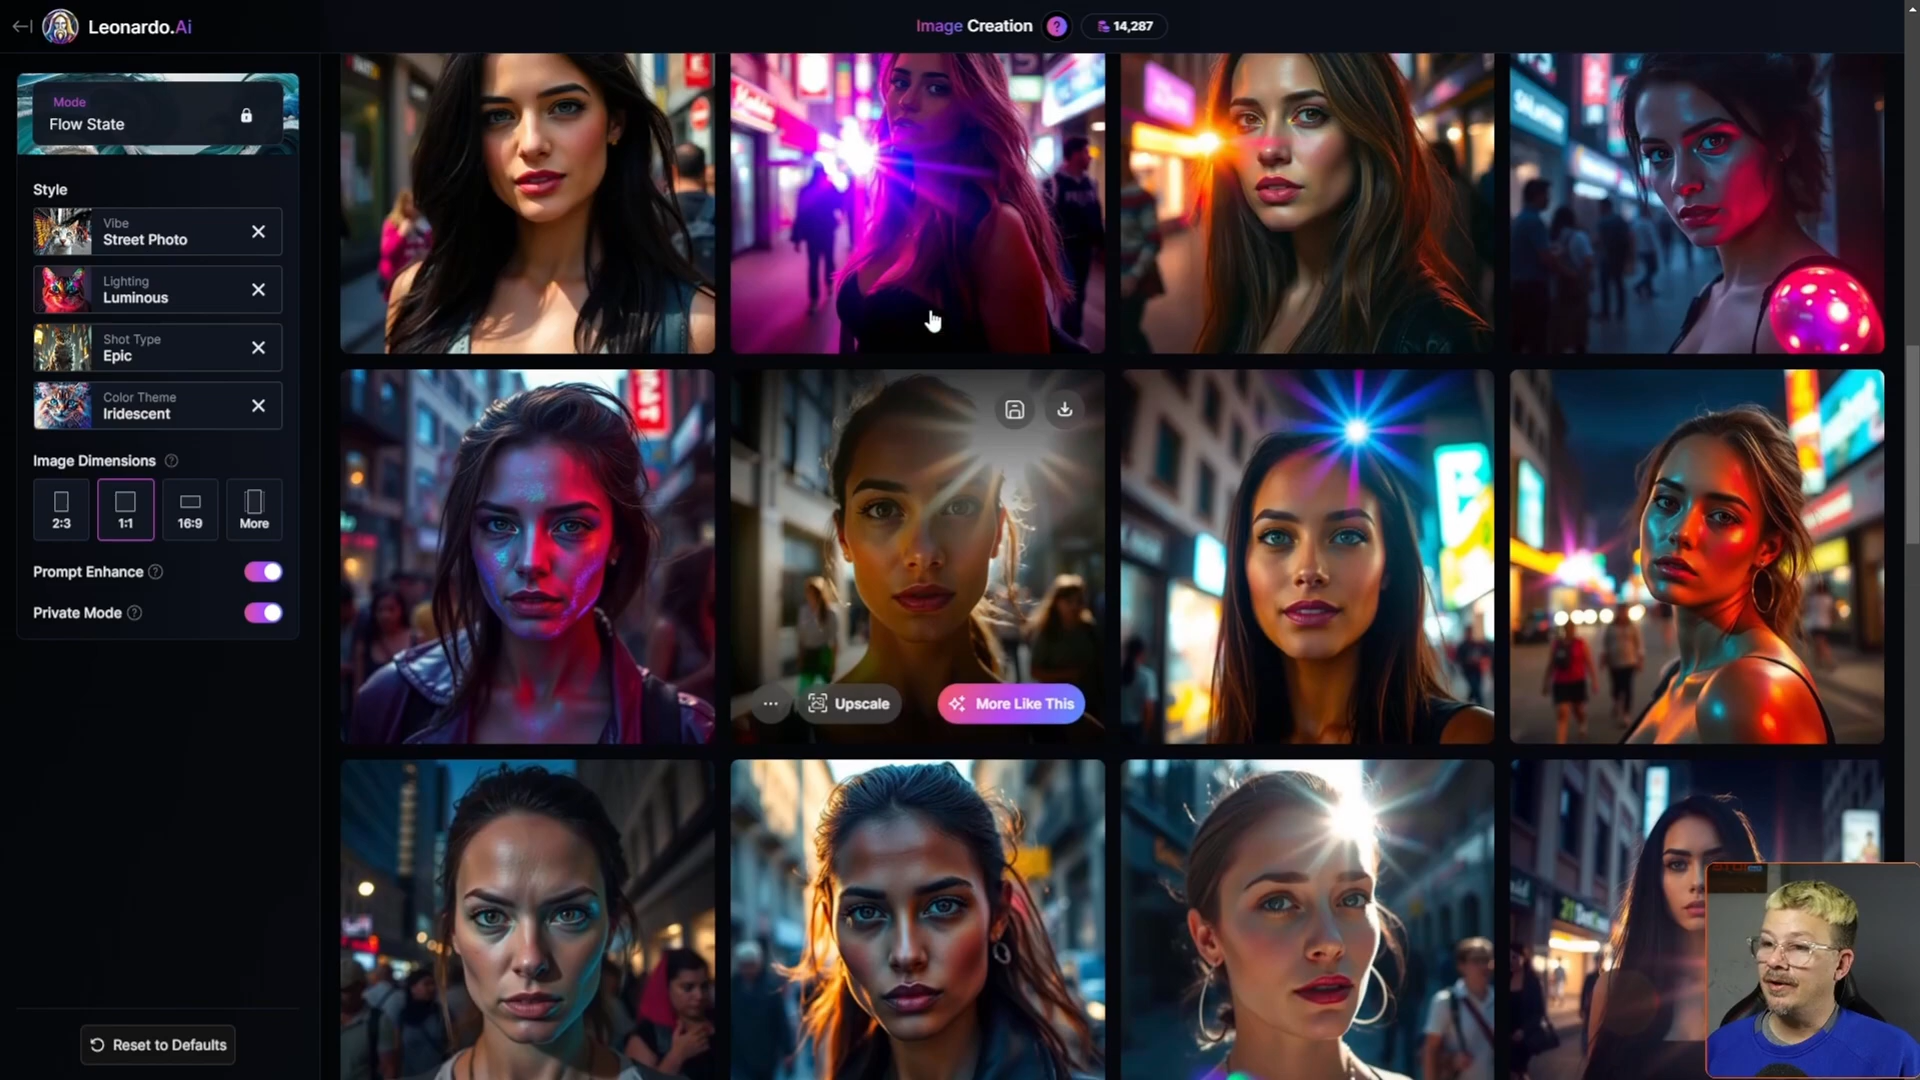 Leonardo.Ai
Image Creation
?
14,287
Mode
Flow State
Style
Vibe
Street Photo
Lighting
Luminous
Shot Type
Epic
Color Theme
Iridescent
Image Dimensions ?
2:3
1:1
16:9
More
Prompt Enhance ?
Private Mode ?
Upscale
More Like This
Reset to Defaults